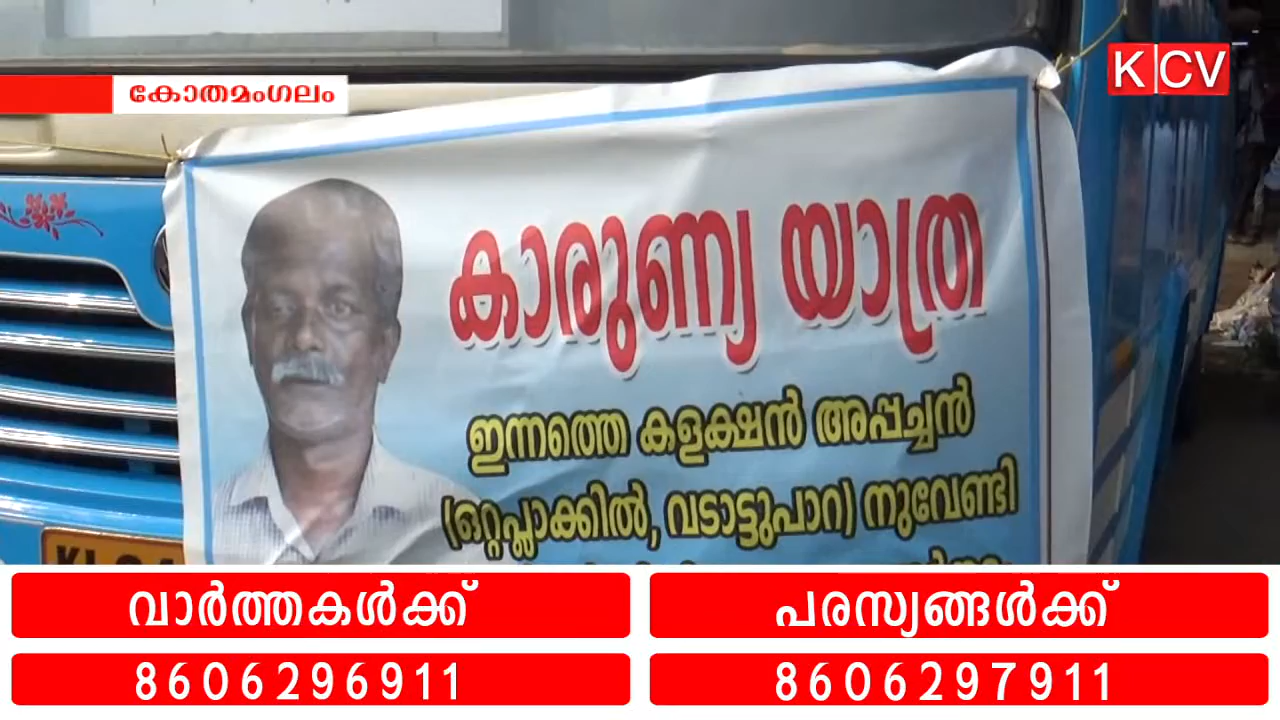 കോതമംഗലം
K CV
കാരുണ്യ യാത്ര
ഇന്നത്തെ കളക്ഷൻ അപ്പച്ചൻ
(ഒറ്റപ്ലാക്കിൽ, വടാട്ടുപാറ) നുവേണ്ടി
വാർത്തകൾക്ക്
പരസ്യങ്ങൾക്ക്
8606296911
8606297911